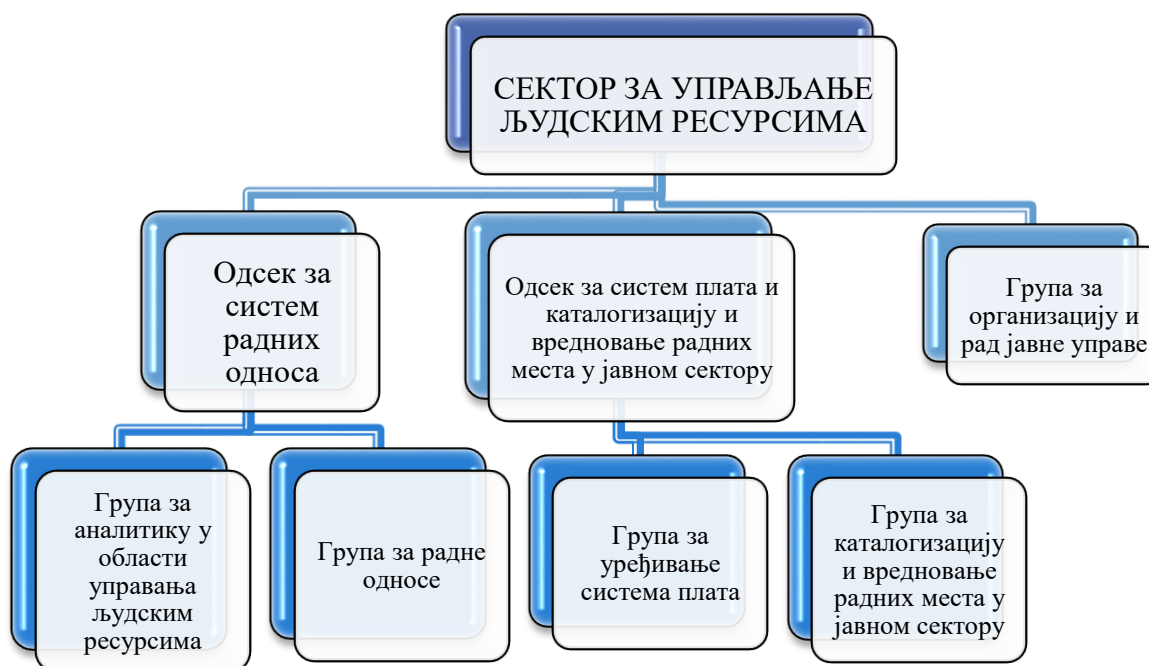 СЕКТОР ЗА УПРАВЉАЊЕ
ЉУДСКИМ РЕСУРСИМА
Одсек за
систем
радних
односа
Одсек за систем плата и
каталогизацију и
вредновање радних
места у јавном сектору
Група за
организацију и
рад јавне управе
Група за
аналитику у
области
управања
људским
ресурсима
Група за радне
односе
Група за
уређивање
система плата
Група за
каталогизацију
и вредновање
радних места у
јавном сектору